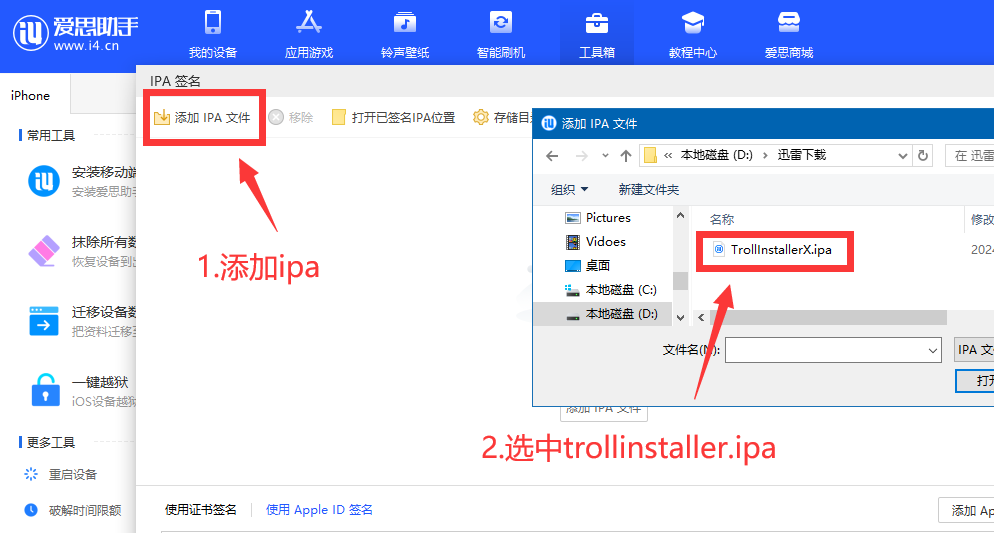 爱思助手
www.i4.cn
我的设备
应用游戏
铃声壁纸
智能刷机
工具箱
教程中心
爱思商城
iPhone
IPA 签名
添加 IPA 文件
移除
打开已签名IPA位置
存储目
常用工具
安装移动端
安装爱思助手
抹除所有数
恢复设备到出
迁移设备数
把资料迁移至
一键越狱
iOS设备越狱
更多工具
重启设备
破解时间限额
1.添加ipa
添加 IPA 文件
« 本地磁盘 (D:) › 迅雷下载
在 迅雷
组织
新建文件夹
Pictures
Vidoes
桌面
本地磁盘 (C:)
本地磁盘 (D:)
名称
修改
TrollInstallerX.ipa
2024
文件名(N):
IPA 文
打开
添加 IPA 文件
2.选中trollinstaller.ipa
使用证书签名
使用 Apple ID 签名
添加 Ap